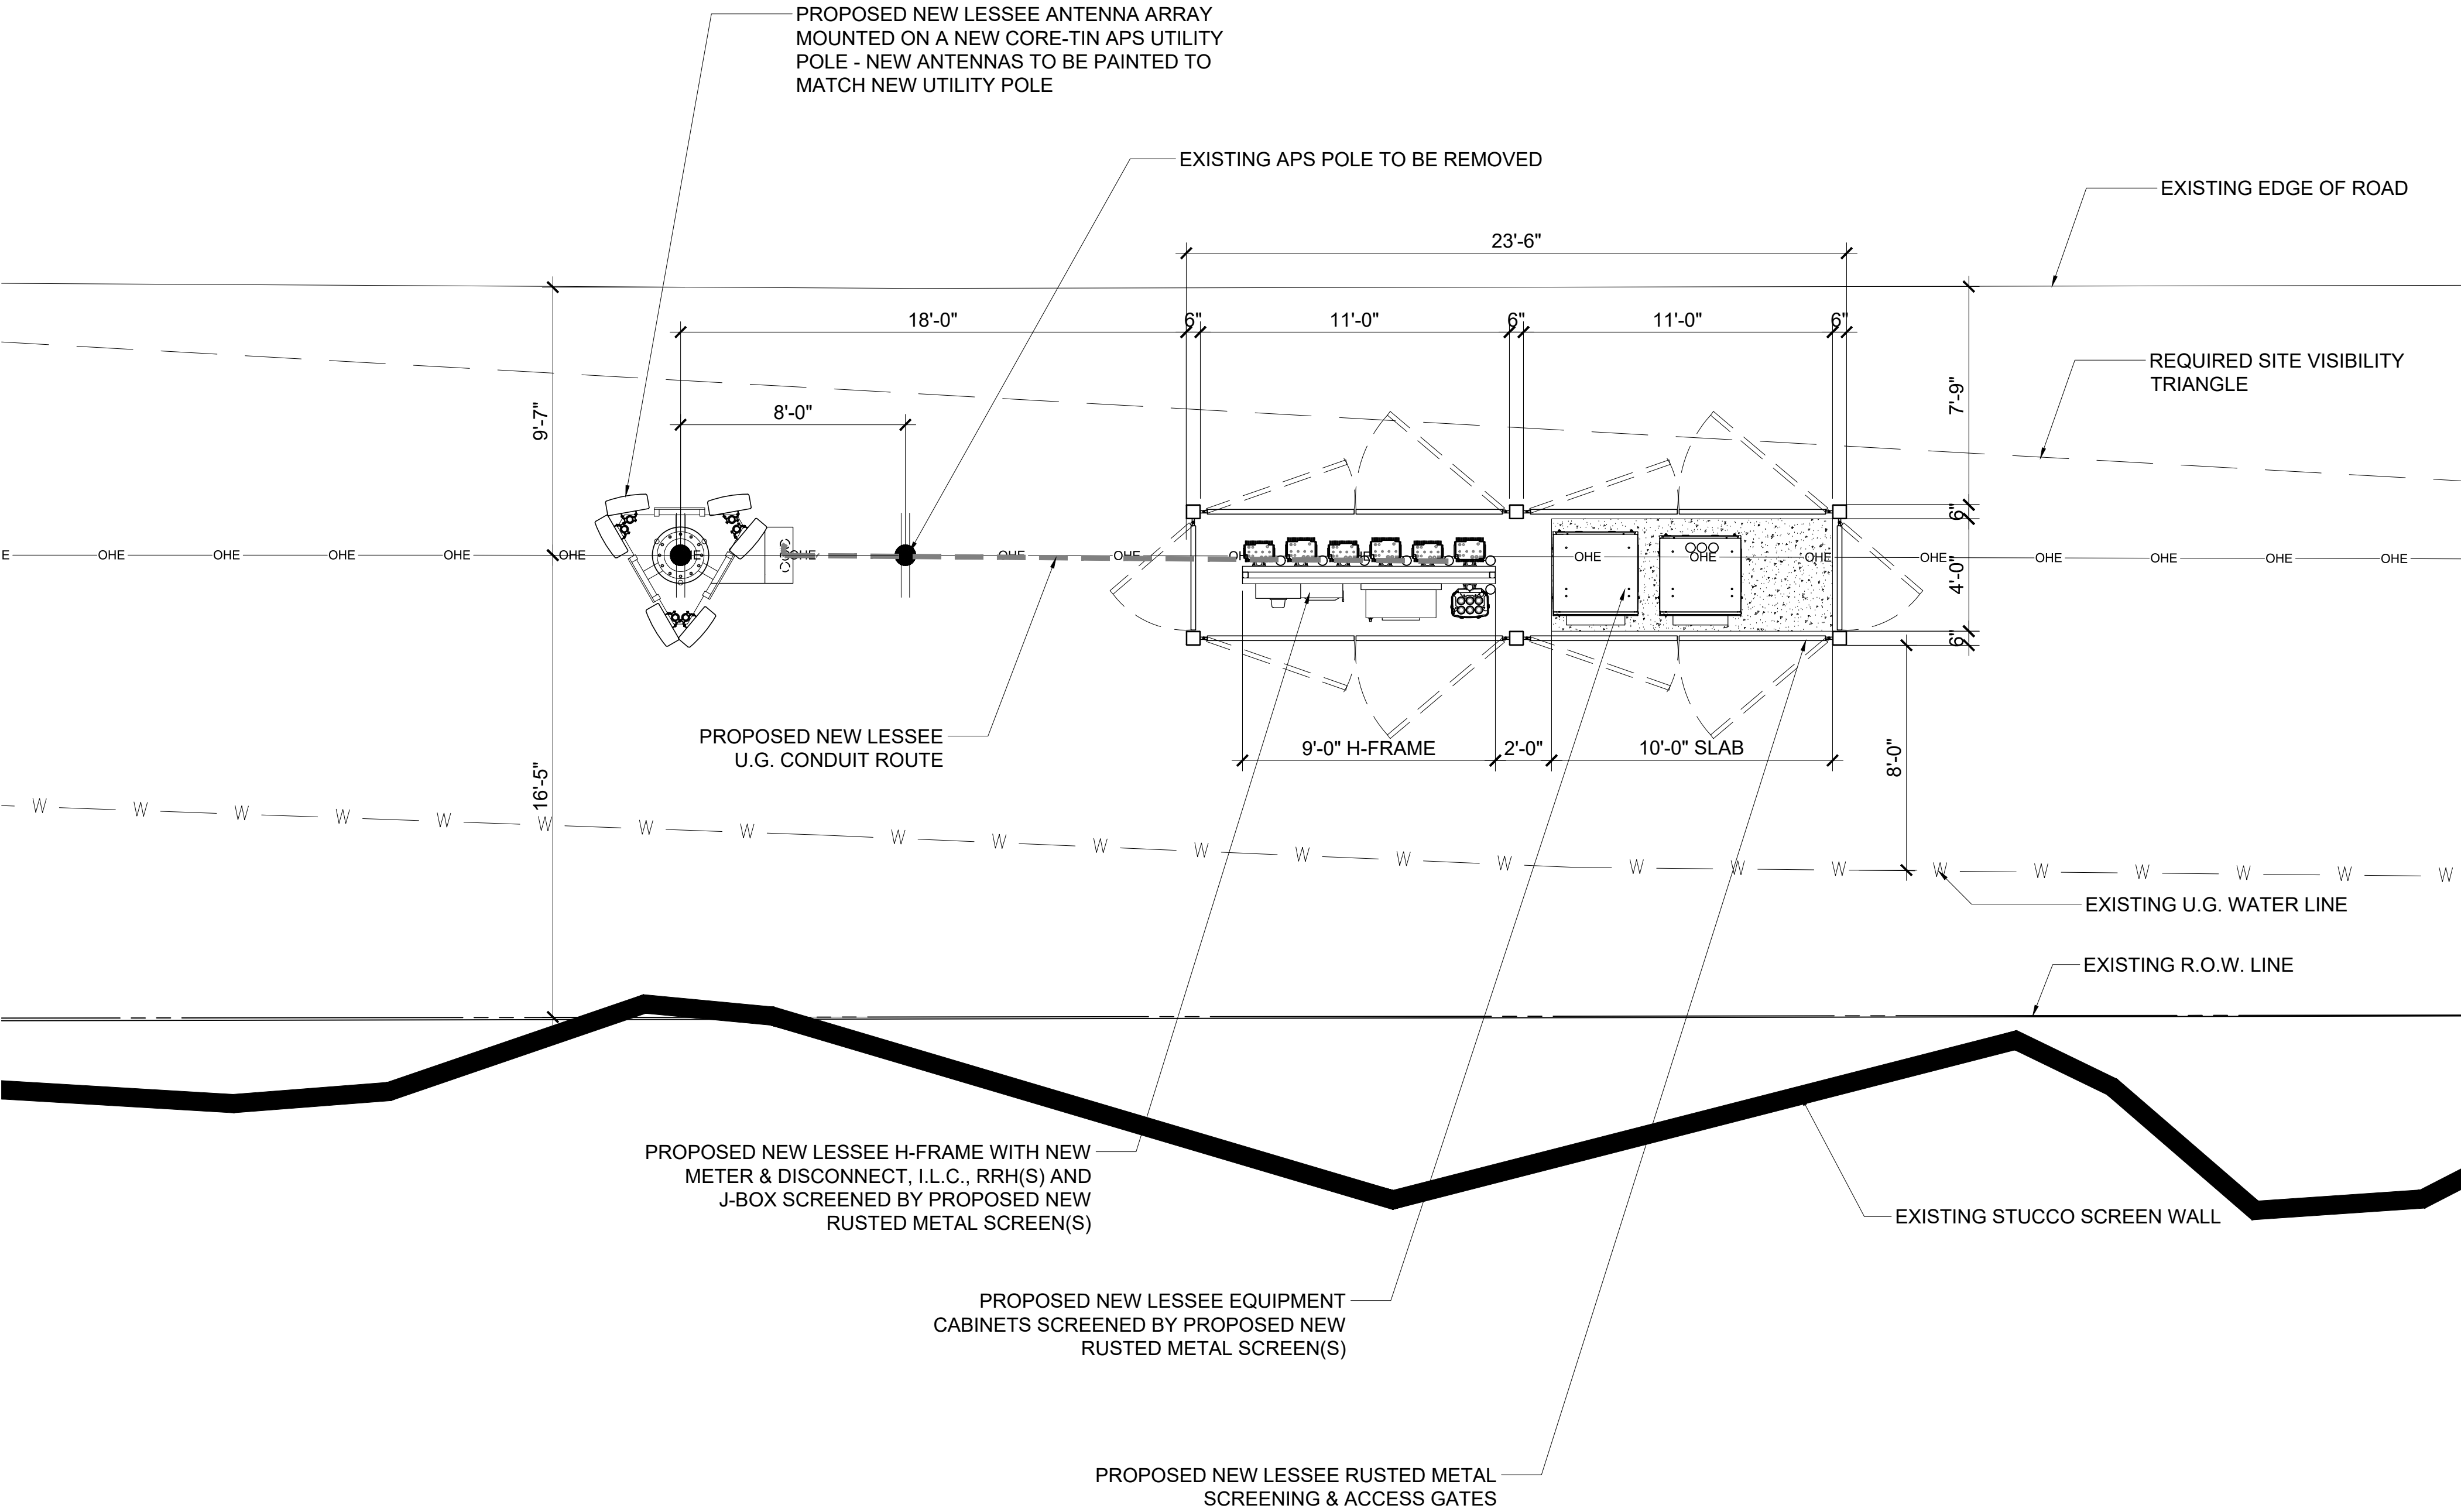 PROPOSED NEW LESSEE ANTENNA ARRAY
MOUNTED ON A NEW CORE-TIN APS UTILITY
POLE - NEW ANTENNAS TO BE PAINTED TO
MATCH NEW UTILITY POLE
EXISTING APS POLE TO BE REMOVED
EXISTING EDGE OF ROAD
23'-6"
18'-0"
6"
11'-0"
6"
11'-0"
6"
REQUIRED SITE VISIBILITY
TRIANGLE
9'-7"
8'-0"
7'-9"
6"
4'-0"
6"
E OHE OHE OHE OHE OHE OHE OHE OHE OHE OHE OHE OHE OHE OHE OHE OHE OHE
PROPOSED NEW LESSEE
U.G. CONDUIT ROUTE
9'-0" H-FRAME
2'-0"
10'-0" SLAB
8'-0"
16'-5"
W W W W W W W W W W W W W W W W W W W W W W W W
EXISTING U.G. WATER LINE
EXISTING R.O.W. LINE
PROPOSED NEW LESSEE H-FRAME WITH NEW
METER & DISCONNECT, I.L.C., RRH(S) AND
J-BOX SCREENED BY PROPOSED NEW
RUSTED METAL SCREEN(S)
EXISTING STUCCO SCREEN WALL
PROPOSED NEW LESSEE EQUIPMENT
CABINETS SCREENED BY PROPOSED NEW
RUSTED METAL SCREEN(S)
PROPOSED NEW LESSEE RUSTED METAL
SCREENING & ACCESS GATES